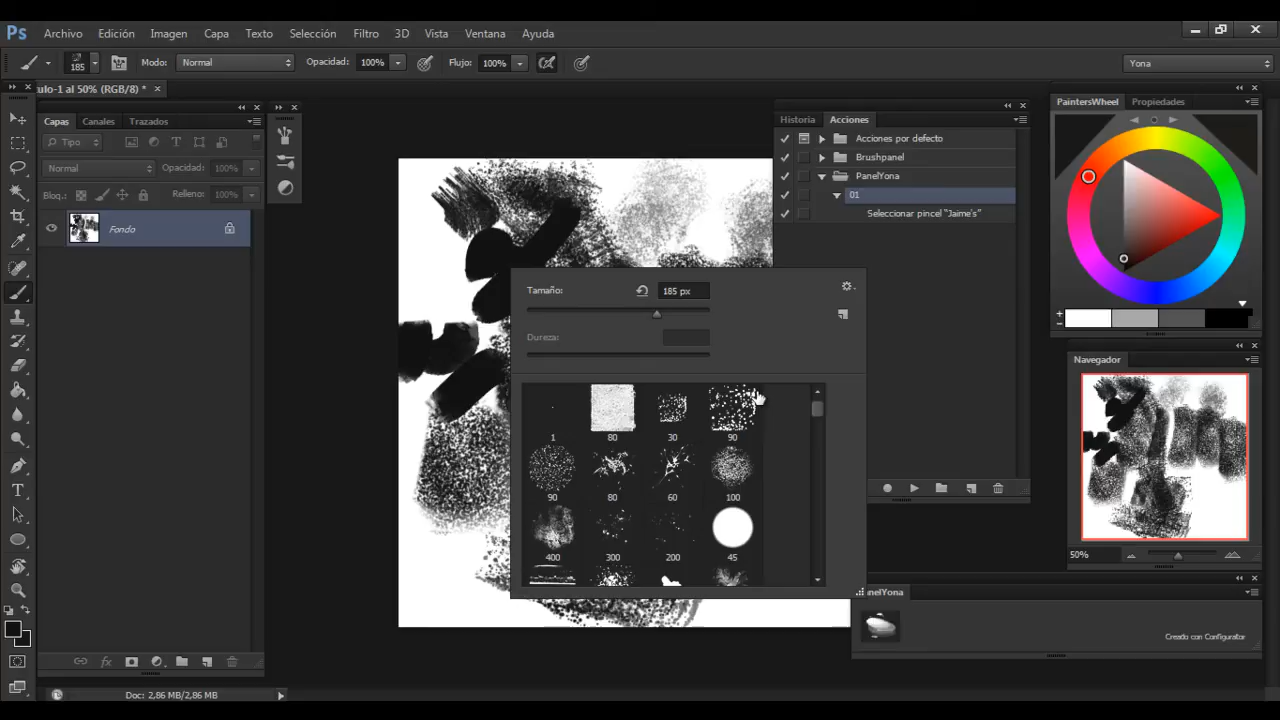 Ps Archivo Edición Imagen Capa Texto Selección Filtro 3D Vista Ventana Ayuda
185 Modo: Normal Opacidad: 100% Flujo: 100% Yona
ulo-1 al 50% (RGB/8) *
Capas Canales Trazados
Tipo
Normal Opacidad: 100%
Bloq.: Relleno: 100%
Fondo
Historia Acciones
Acciones por defecto
Brushpanel
PanelYona
01
Seleccionar pincel "Jaime's"
PaintersWheel Propiedades
Tamaño: 185 px
Dureza:
1 80 30 90
90 80 60 100
400 300 200 45
Navegador
50%
anelYona
Creado con Configurator
Doc: 2,86 MB/2,86 MB